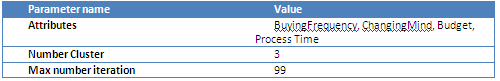 Parameter name Value
Attributes BuyingFrequency, ChangingMind, Budget,
Process Time
Number Cluster 3
Max number iteration 99